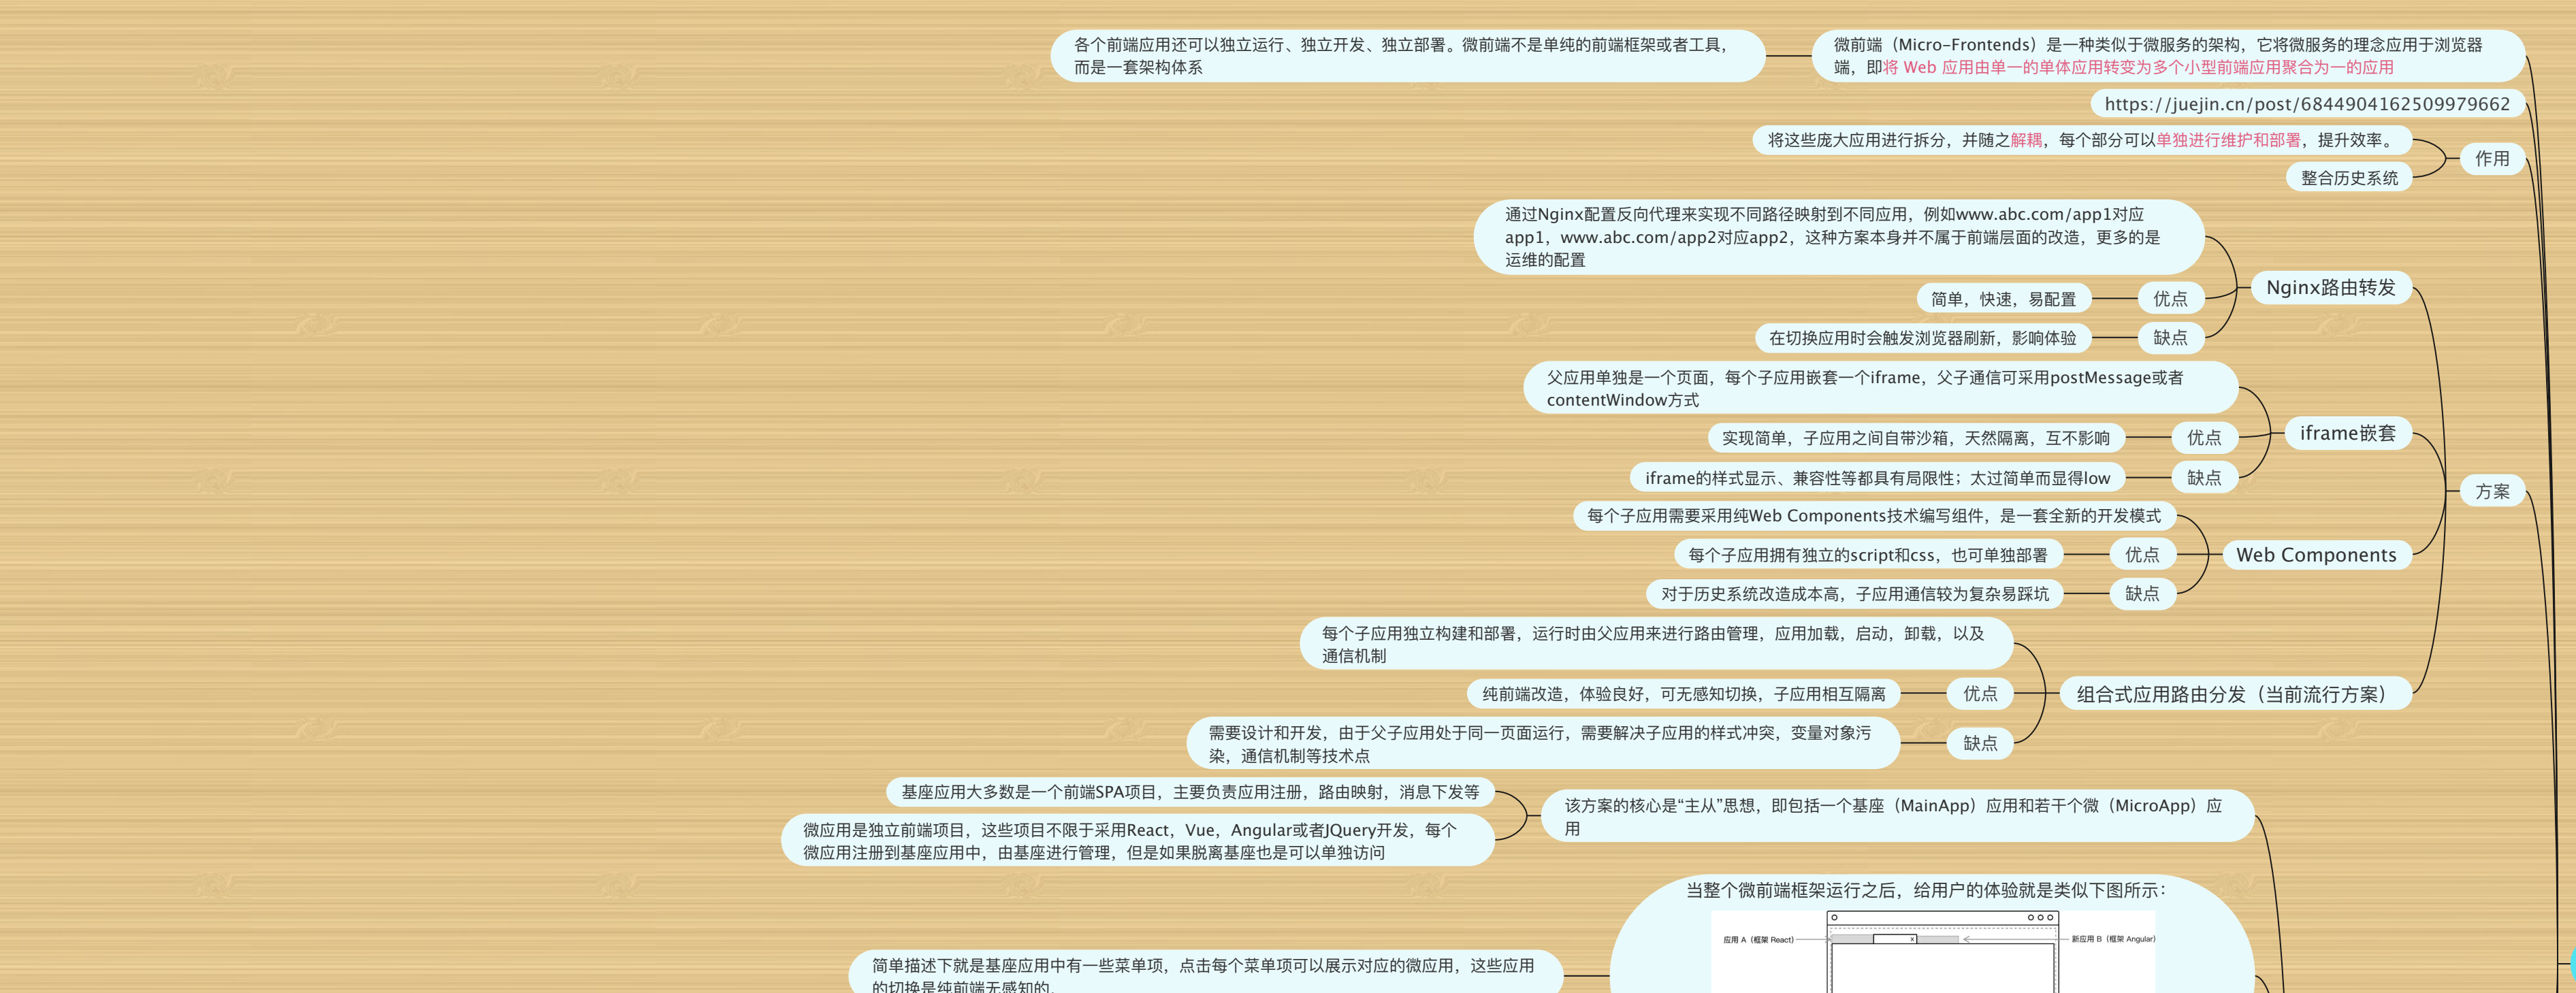 微前端（Micro-Frontends）是一种类似于微服务的架构，它将微服务的理念应用于浏览器
端，即将 Web 应用由单一的单体应用转变为多个小型前端应用聚合为一的应用
各个前端应用还可以独立运行、独立开发、独立部署。微前端不是单纯的前端框架或者工具，
而是一套架构体系
https://juejin.cn/post/6844904162509979662
作用
将这些庞大应用进行拆分，并随之解耦，每个部分可以单独进行维护和部署，提升效率。
整合历史系统
方案
Nginx路由转发
通过Nginx配置反向代理来实现不同路径映射到不同应用，例如www.abc.com/app1对应
app1，www.abc.com/app2对应app2，这种方案本身并不属于前端层面的改造，更多的是
运维的配置
优点
简单，快速，易配置
缺点
在切换应用时会触发浏览器刷新，影响体验
iframe嵌套
父应用单独是一个页面，每个子应用嵌套一个iframe，父子通信可采用postMessage或者
contentWindow方式
优点
实现简单，子应用之间自带沙箱，天然隔离，互不影响
缺点
iframe的样式显示、兼容性等都具有局限性；太过简单而显得low
Web Components
每个子应用需要采用纯Web Components技术编写组件，是一套全新的开发模式
优点
每个子应用拥有独立的script和css，也可单独部署
缺点
对于历史系统改造成本高，子应用通信较为复杂易踩坑
组合式应用路由分发（当前流行方案）
每个子应用独立构建和部署，运行时由父应用来进行路由管理，应用加载，启动，卸载，以及
通信机制
优点
纯前端改造，体验良好，可无感知切换，子应用相互隔离
缺点
需要设计和开发，由于父子应用处于同一页面运行，需要解决子应用的样式冲突，变量对象污
染，通信机制等技术点
该方案的核心是“主从”思想，即包括一个基座（MainApp）应用和若干个微（MicroApp）应
用
基座应用大多数是一个前端SPA项目，主要负责应用注册，路由映射，消息下发等
微应用是独立前端项目，这些项目不限于采用React，Vue，Angular或者JQuery开发，每个
微应用注册到基座应用中，由基座进行管理，但是如果脱离基座也是可以单独访问
当整个微前端框架运行之后，给用户的体验就是类似下图所示：
应用 A（框架 React）
x
新应用 B（框架 Angular）
简单描述下就是基座应用中有一些菜单项，点击每个菜单项可以展示对应的微应用，这些应用
的切换是纯前端无感知的.